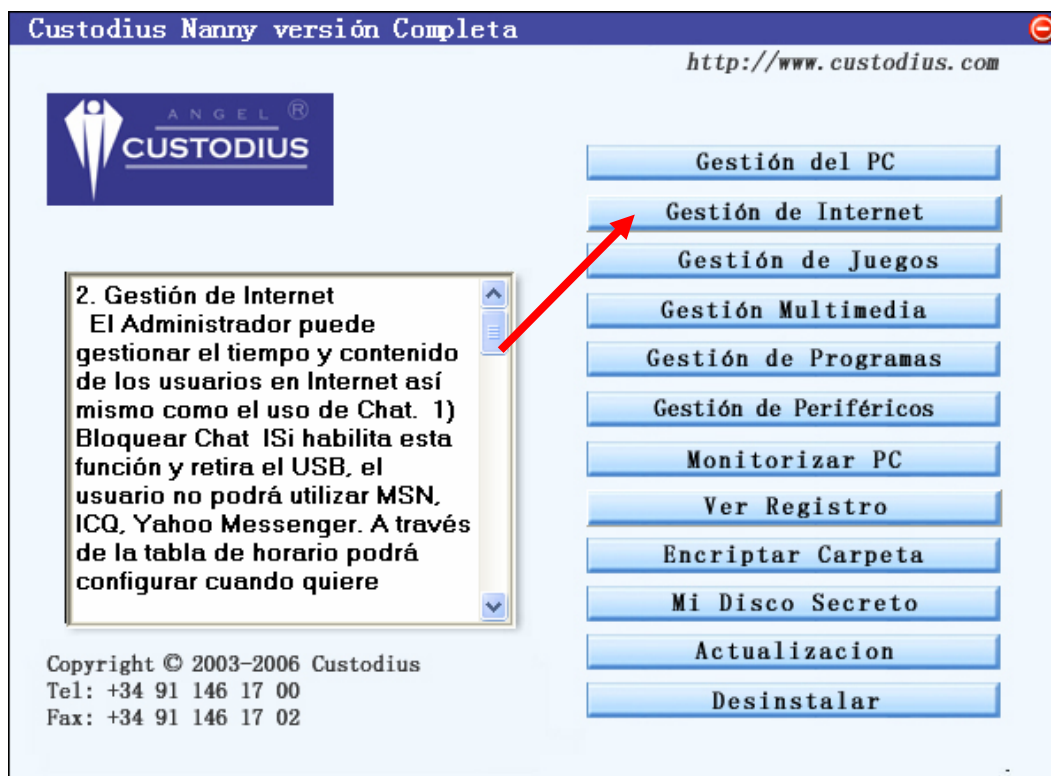 Custodius Nanny versión Completa
http://www.custodius.com
ANGEL ®
CUSTODIUS
Gestión del PC
Gestión de Internet
Gestión de Juegos
Gestión Multimedia
Gestión de Programas
Gestión de Periféricos
Monitorizar PC
Ver Registro
Encriptar Carpeta
Mi Disco Secreto
Actualizacion
Desinstalar
2. Gestión de Internet
El Administrador puede
gestionar el tiempo y contenido
de los usuarios en Internet así
mismo como el uso de Chat. 1)
Bloquear Chat ISi habilita esta
función y retira el USB, el
usuario no podrá utilizar MSN,
ICQ, Yahoo Messenger. A través
de la tabla de horario podrá
configurar cuando quiere
Copyright © 2003-2006 Custodius
Tel: +34 91 146 17 00
Fax: +34 91 146 17 02